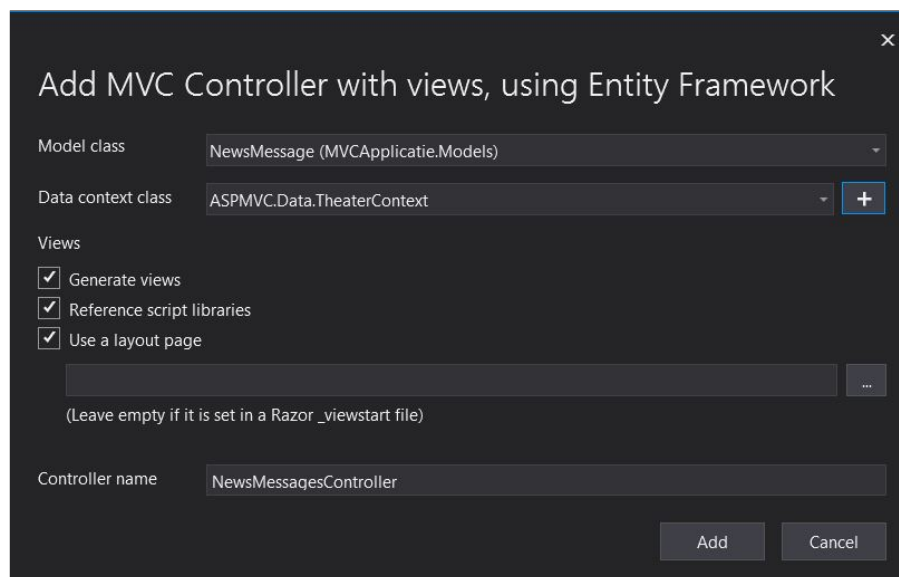 Add MVC Controller with views, using Entity Framework
Model class NewsMessage (MVCApplicatie.Models)
Data context class ASPMVC.Data.TheaterContext +
Views
Generate views
Reference script libraries
Use a layout page
...
(Leave empty if it is set in a Razor _viewstart file)
Controller name NewsMessagesController
Add Cancel